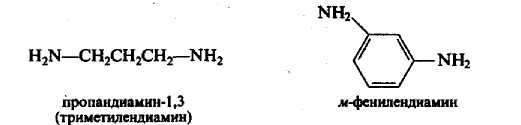 NH₂
H₂N—CH₂CH₂CH₂—NH₂
NH₂
пропандиамин-1,3
(триметилендиамин)
м-фенилендиамин